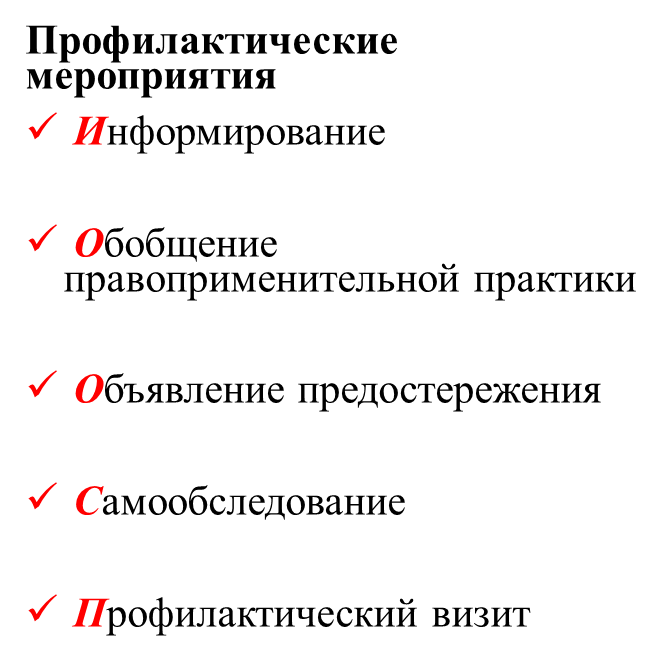 Профилактические
мероприятия
✓ Информирование
✓ Обобщение
правоприменительной практики
✓ Объявление предостережения
✓ Самообследование
✓ Профилактический визит